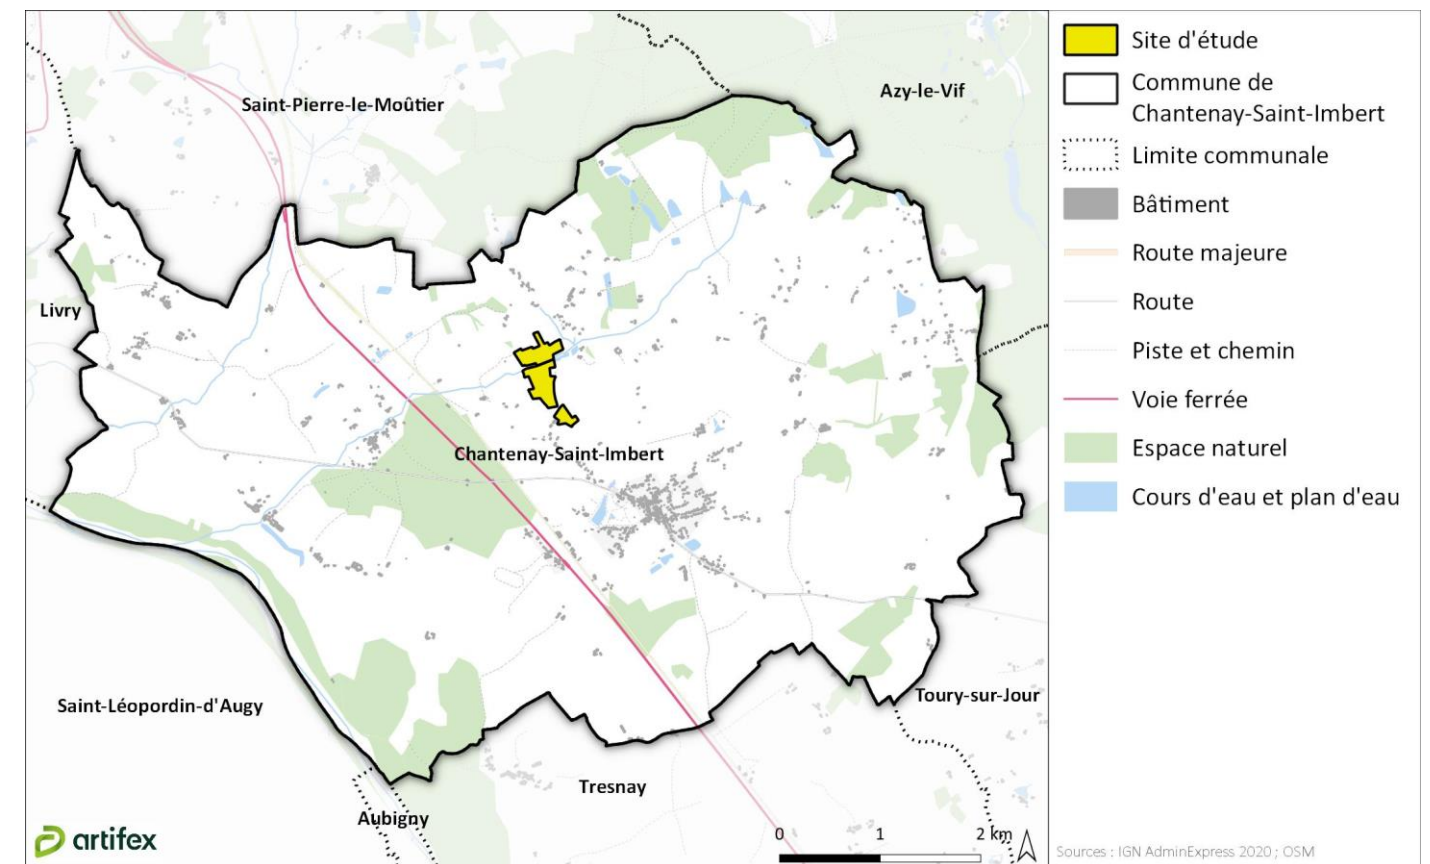 Saint-Pierre-le-Moûtier
Azy-le-Vif
Livry
Chantenay-Saint-Imbert
Saint-Léopordin-d'Augy
Toury-sur-Jour
Tresnay
Aubigny
artifex
0 1 2 km
Site d'étude
Commune de
Chantenay-Saint-Imbert
Limite communale
Bâtiment
Route majeure
Route
Piste et chemin
Voie ferrée
Espace naturel
Cours d'eau et plan d'eau
Sources : IGN AdminExpress 2020 ; OSM